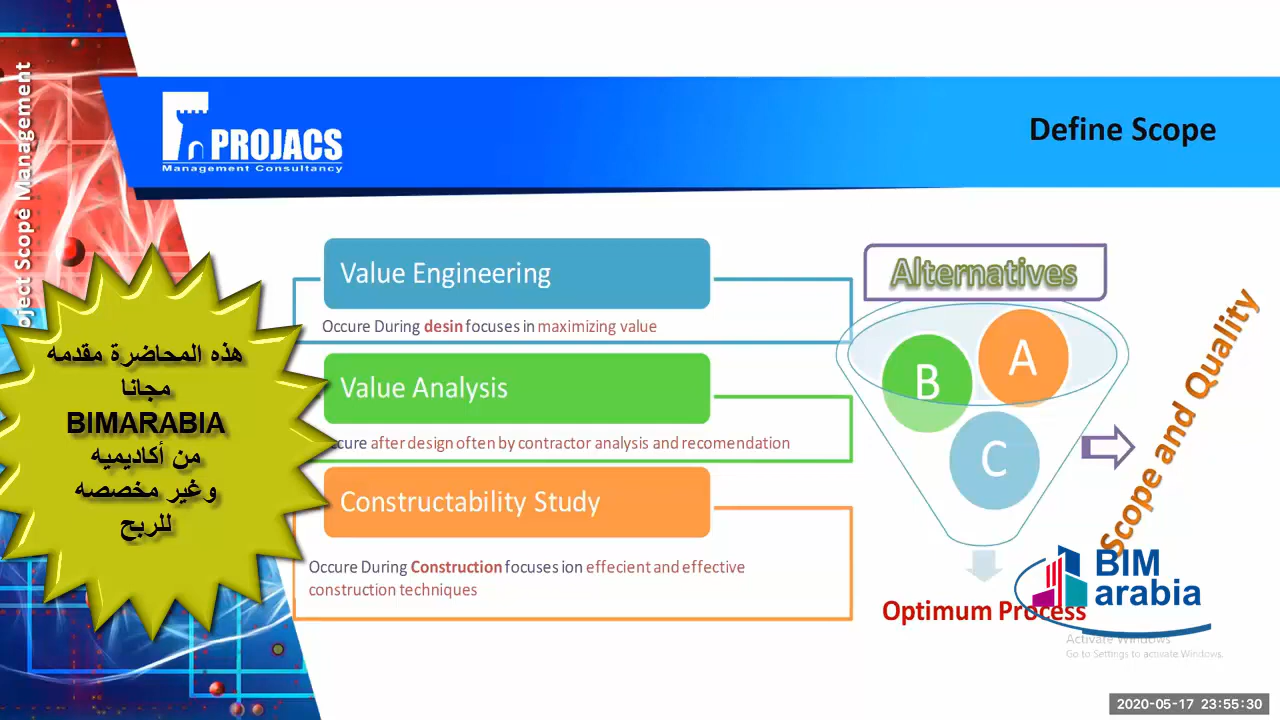 Define Scope
PROJACS
Management Consultancy
oject Scope Management
Value Engineering
Occure During desin focuses in maximizing value
Value Analysis
cure after design often by contractor analysis and recomendation
Constructability Study
Occure During Construction focuses ion effecient and effective
construction techniques
Alternatives
A
B
C
Scope and Quality
Optimum Process
هذه المحاضرة مقدمه
مجانا
BIMARABIA
من أكاديميه
وغير مخصصه
للربح
BIM
arabia
Activate Windows
Go to Settings to activate Windows.
2020-05-17 23:55:30